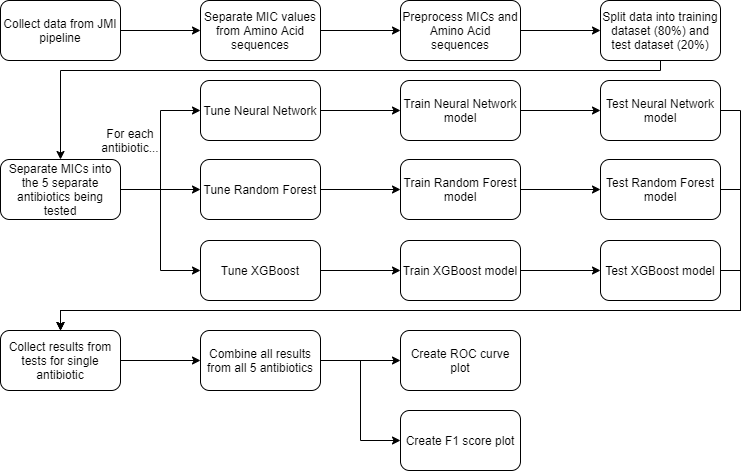 Collect data from JMI
pipeline
Separate MIC values
from Amino Acid
sequences
Preprocess MICs and
Amino Acid
sequences
Split data into training
dataset (80%) and
test dataset (20%)
For each
antibiotic...
Separate MICs into
the 5 separate
antibiotics being
tested
Tune Neural Network
Train Neural Network
model
Test Neural Network
model
Tune Random Forest
Train Random Forest
model
Test Random Forest
model
Tune XGBoost
Train XGBoost model
Test XGBoost model
Collect results from
tests for single
antibiotic
Combine all results
from all 5 antibiotics
Create ROC curve
plot
Create F1 score plot